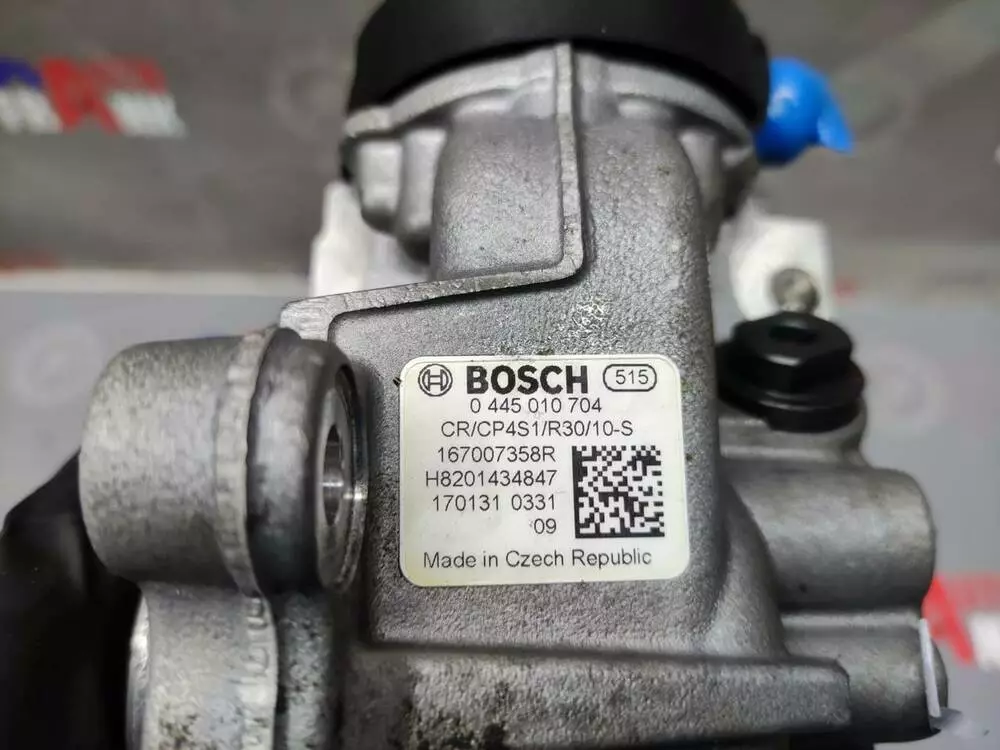 BOSCH 515
0 445 010 704
CR/CP4S1/R30/10-S
167007358R
H8201434847
170131 0331
09
Made in Czech Republic